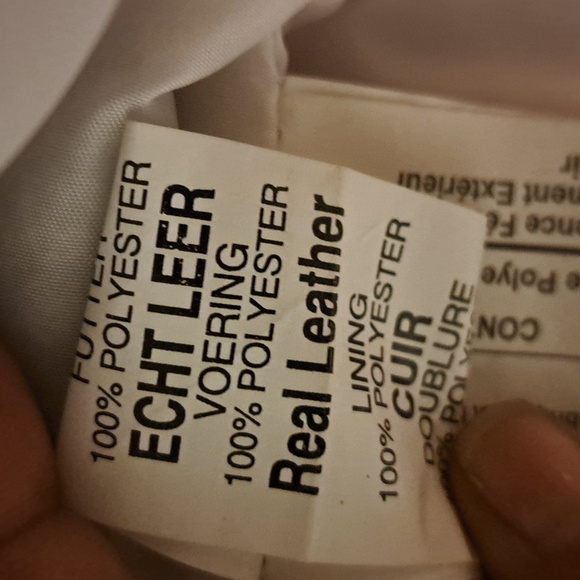 FUTTER
100% POLYESTER
ECHT LEER
VOERING
100% POLYESTER
Real Leather
LINING
100% POLYESTER
CUIR
DOUBLURE
ment Extérieur
CON